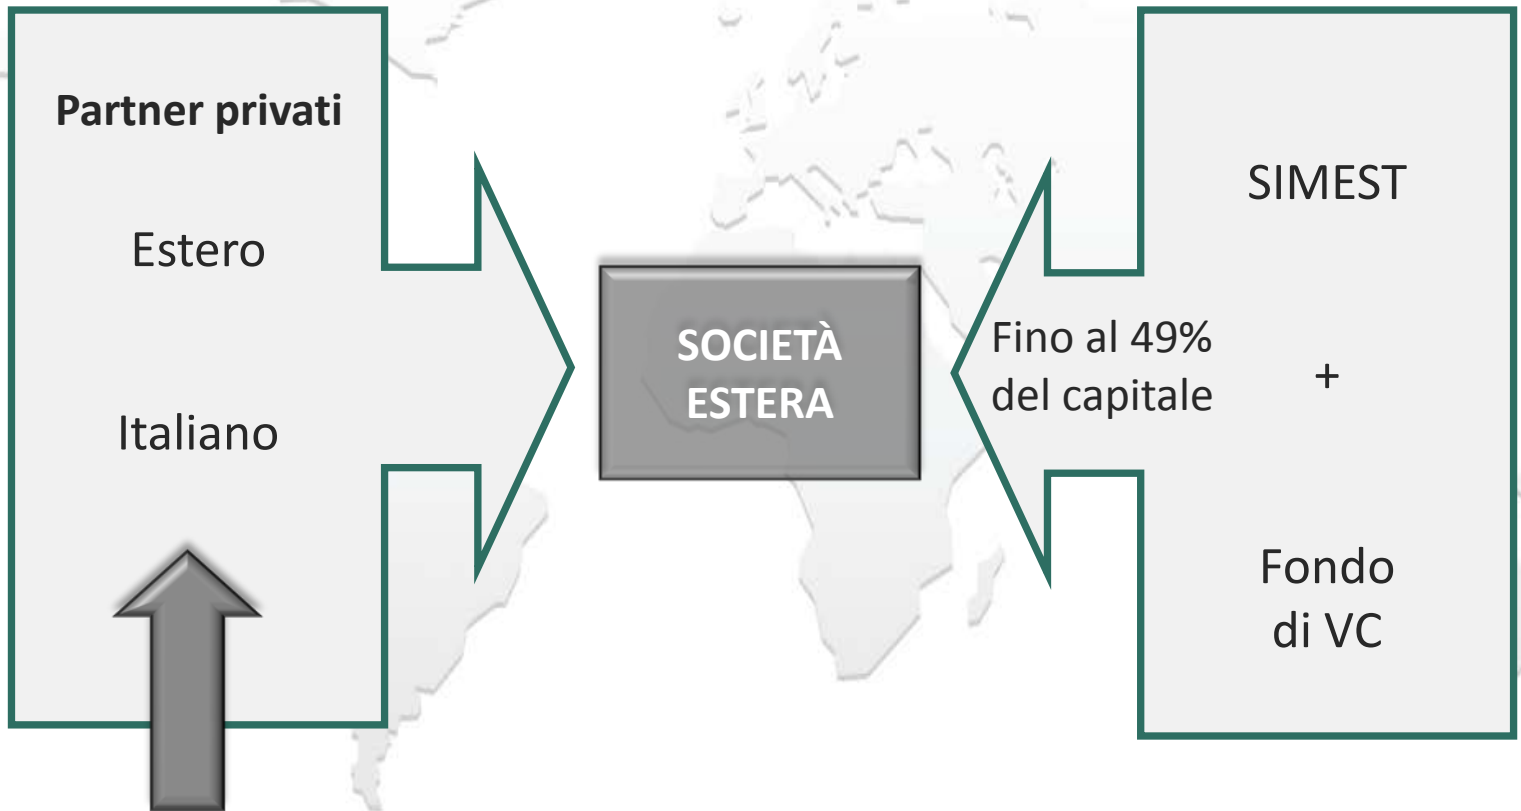 Partner privati
Estero
Italiano
SOCIETÀ
ESTERA
Fino al 49%
del capitale
SIMEST
+
Fondo
di VC